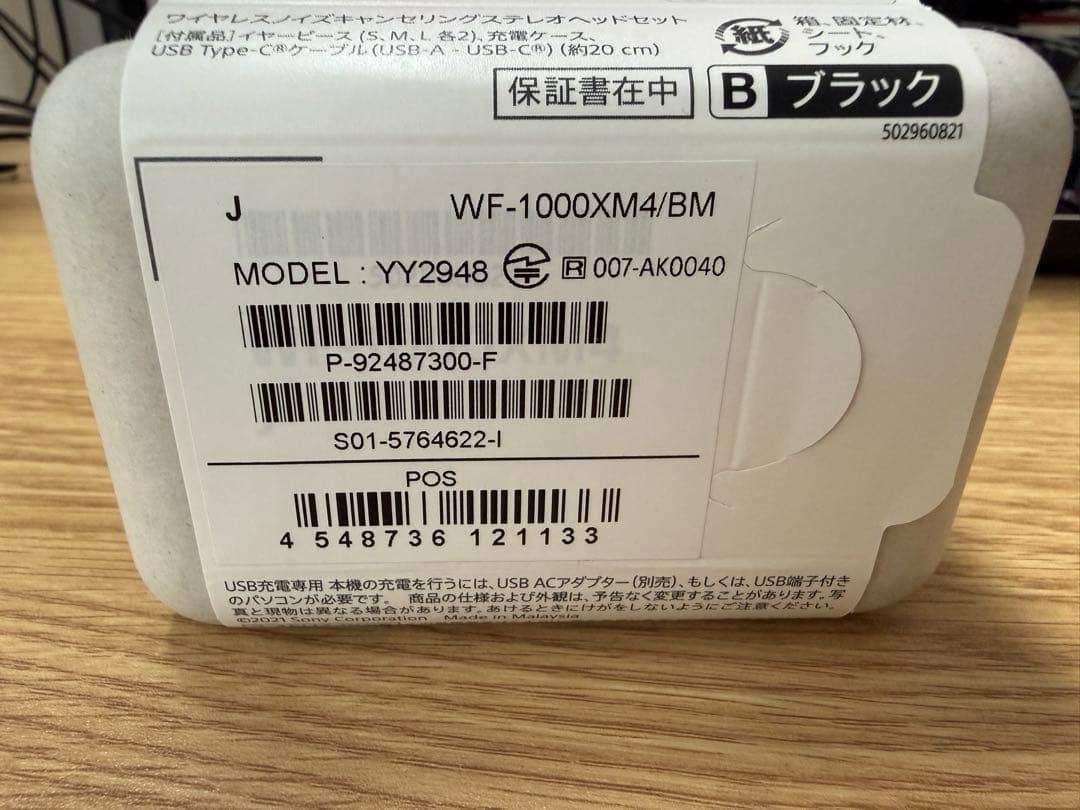 ワイヤレスノイズキャンセリングステレオヘッドセット
[付属品]イヤーピース (S、M、L 各2)、充電ケース、
USB Type-C®ケーブル(USB-A - USB-C®) (約20 cm)
紙
箱、固定材、
シート、
フック
保証書在中
B ブラック
502960821
J WF-1000XM4/BM
MODEL : YY2948 R 007-AK0040
P-92487300-F
S01-5764622-I
POS
4 548736 121133
USB充電専用 本機の充電を行うには、USB ACアダプター(別売)、もしくは、USB端子付き
のパソコンが必要です。 商品の仕様および外観は、予告なく変更することがあります。写
真と現物は異なる場合があります。あけるときにけがをしないようにご注意ください。
©2021 Sony Corporation Made in Malaysia